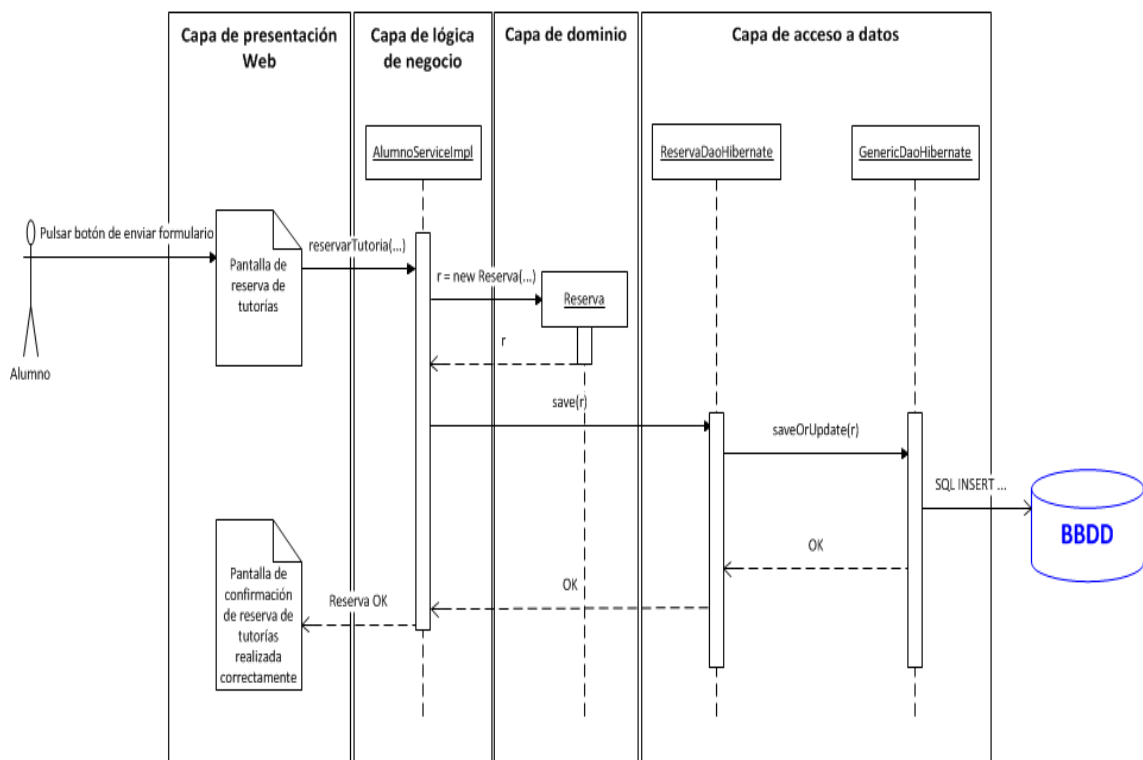 Capa de presentación
Web
Capa de lógica
de negocio
Capa de dominio
Capa de acceso a datos
AlumnoServiceImpl
ReservaDaoHibernate
GenericDaoHibernate
Pulsar botón de enviar formulario
Alumno
Pantalla de
reserva de
tutorías
reservarTutoria(...)
r = new Reserva(...)
Reserva
r
save(r)
saveOrUpdate(r)
SQL INSERT ...
BBDD
OK
OK
Reserva OK
Pantalla de
confirmación
de reserva de
tutorías
realizada
correctamente